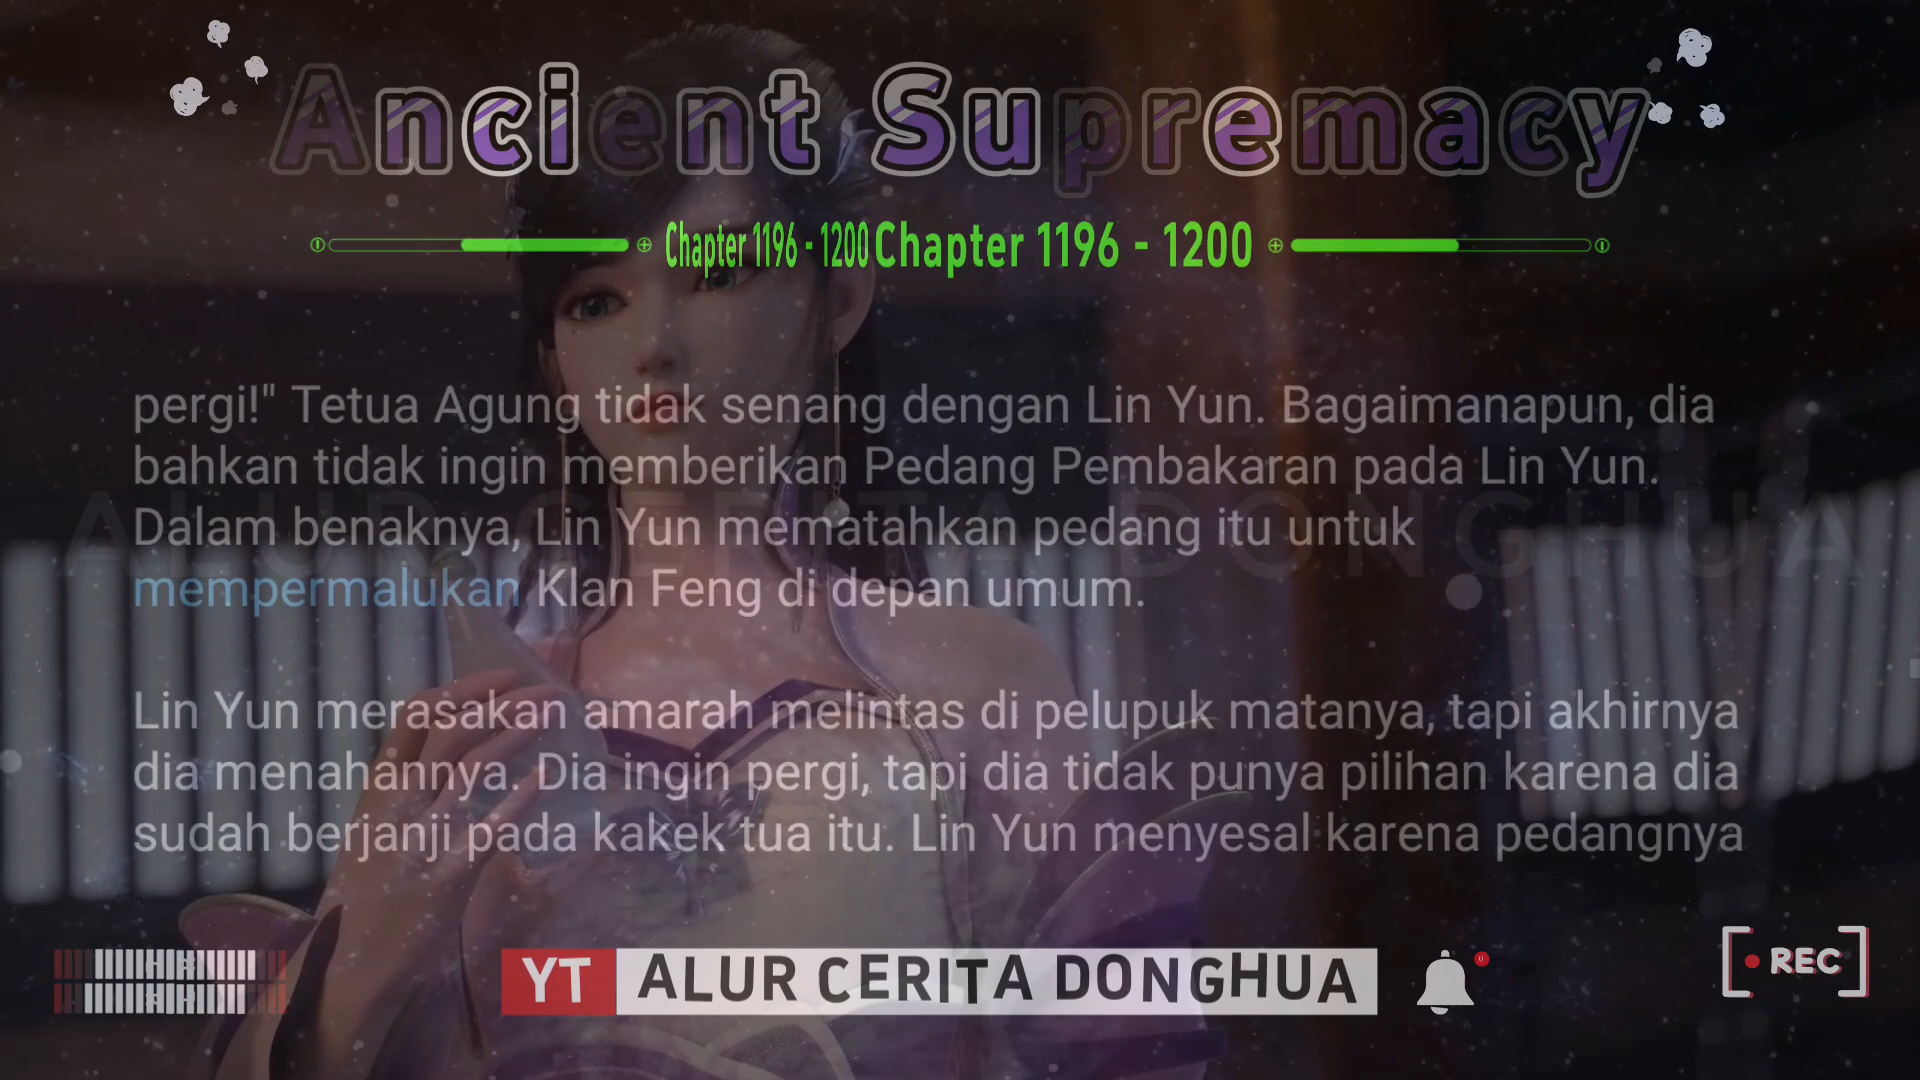 Ancient Supremacy
Chapter 1196 - 1200 Chapter 1196 - 1200
pergi!" Tetua Agung tidak senang dengan Lin Yun. Bagaimanapun, dia
bahkan tidak ingin memberikan Pedang Pembakaran pada Lin Yun.
ALUR CERITA DONGHUA
Dalam benaknya, Lin Yun mematahkan pedang itu untuk
mempermalukan Klan Feng di depan umum.
Lin Yun merasakan amarah melintas di pelupuk matanya, tapi akhirnya
dia menahannya. Dia ingin pergi, tapi dia tidak punya pilihan karena dia
sudah berjanji pada kakek tua itu. Lin Yun menyesal karena pedangnya
YT ALUR CERITA DONGHUA
REC